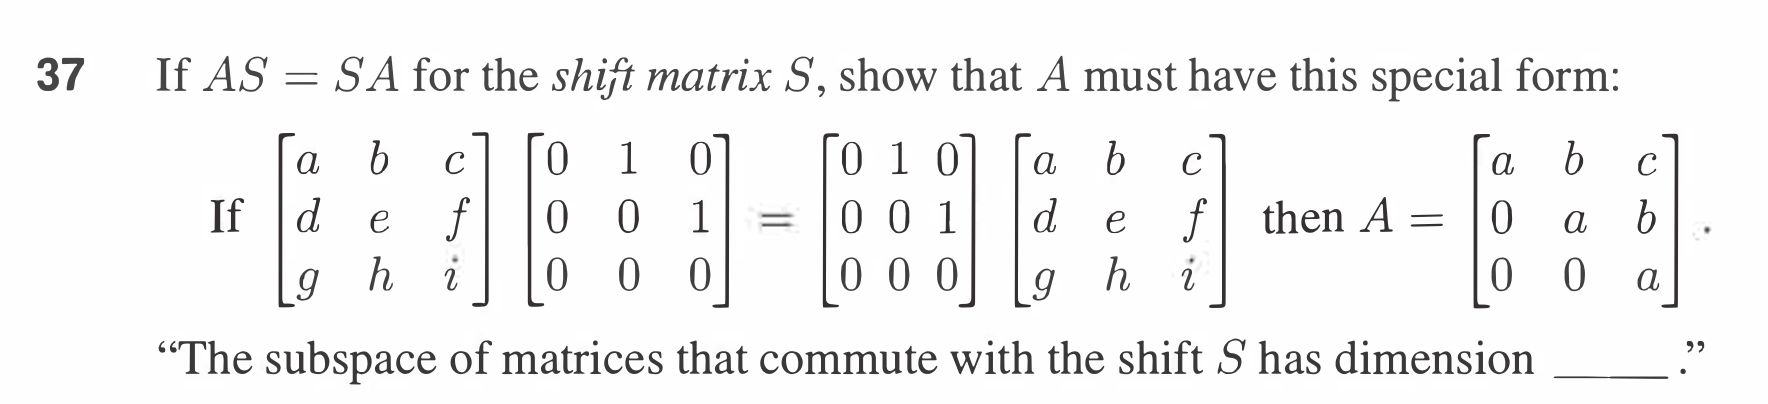 37 If AS = SA for the shift matrix S, show that A must have this special form:
If [a b c; d e f; g h i] [0 1 0; 0 0 1; 0 0 0] = [0 1 0; 0 0 1; 0 0 0] [a b c; d e f; g h i] then A = [a b c; 0 a b; 0 0 a].
“The subspace of matrices that commute with the shift S has dimension ____.”